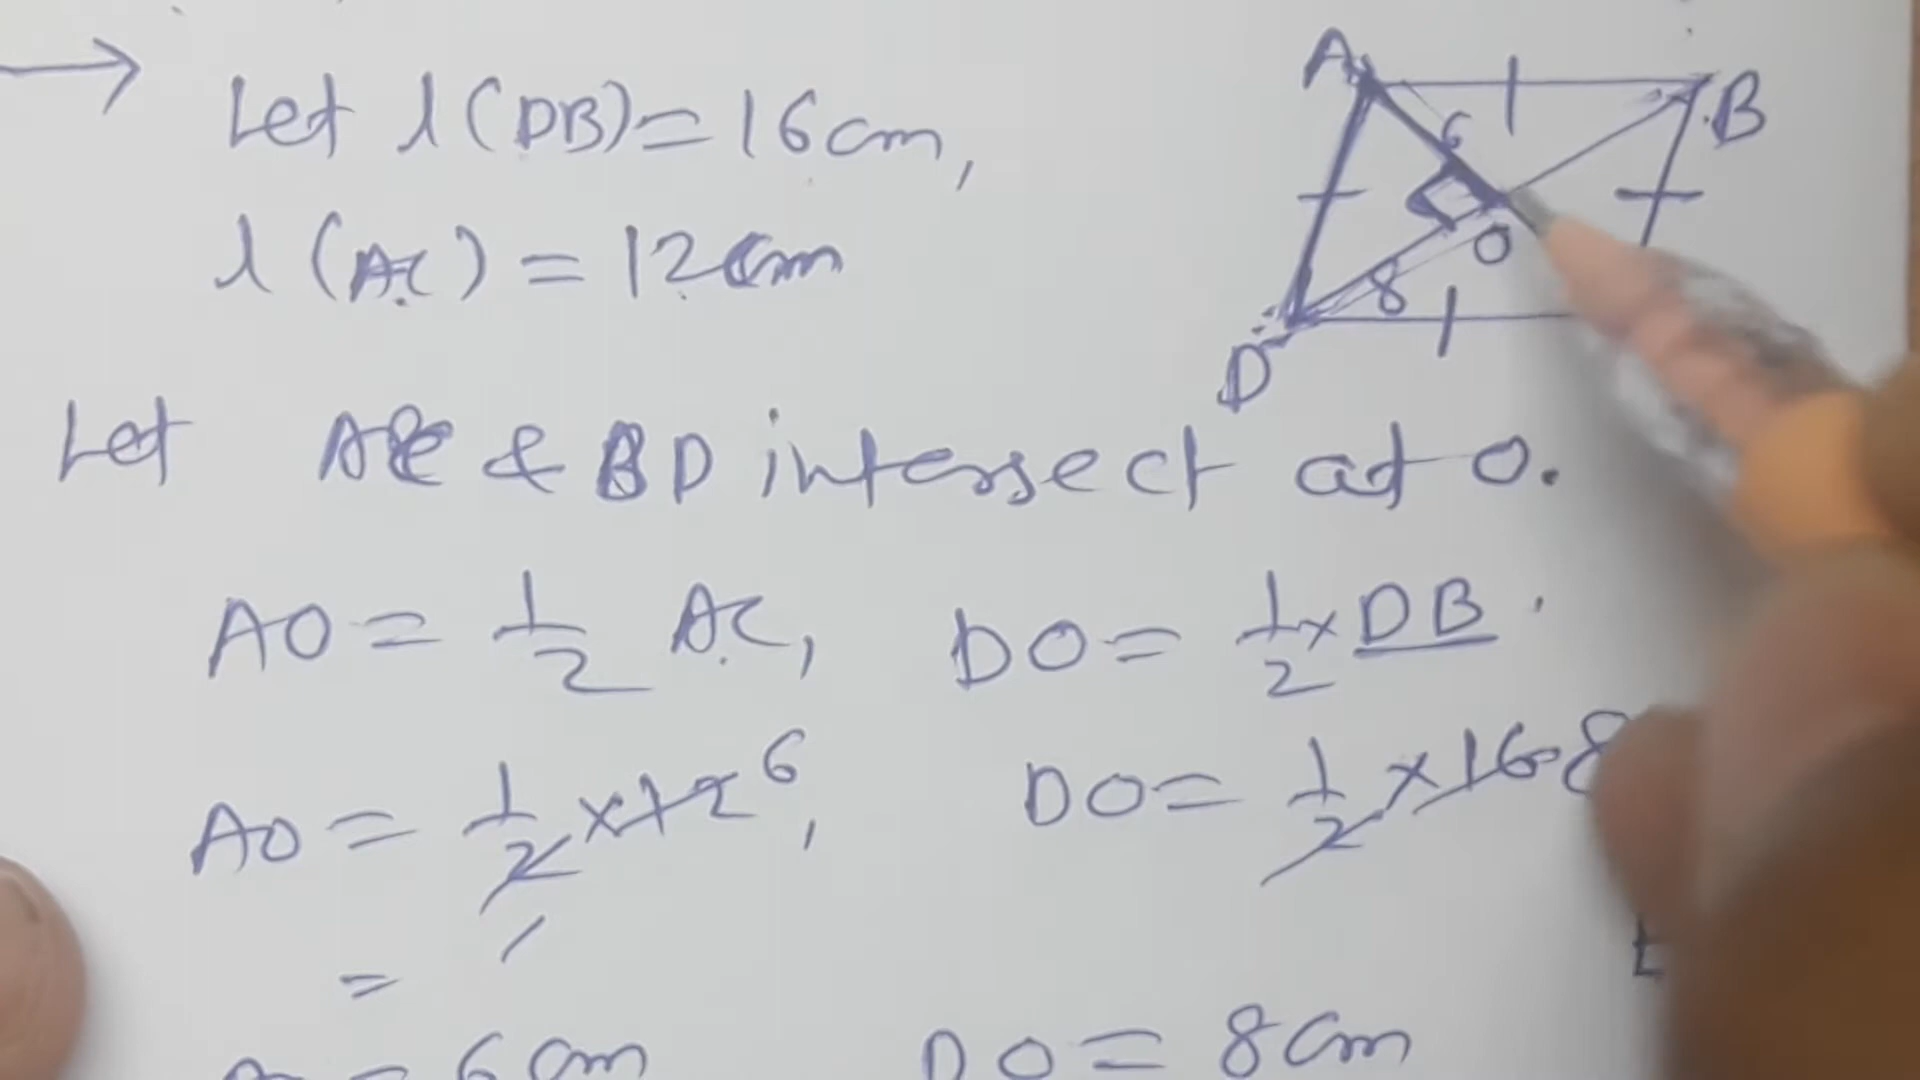 Let l(DB)=16cm,
l(AC)=12cm
A
B
6
O
8
D
Let AC & BD intersect at O.
AO = 1/2 AC, DO = 1/2 × DB
AO = 1/2 × 12 6, DO = 1/2 × 16 8
=
= 6cm DO = 8cm